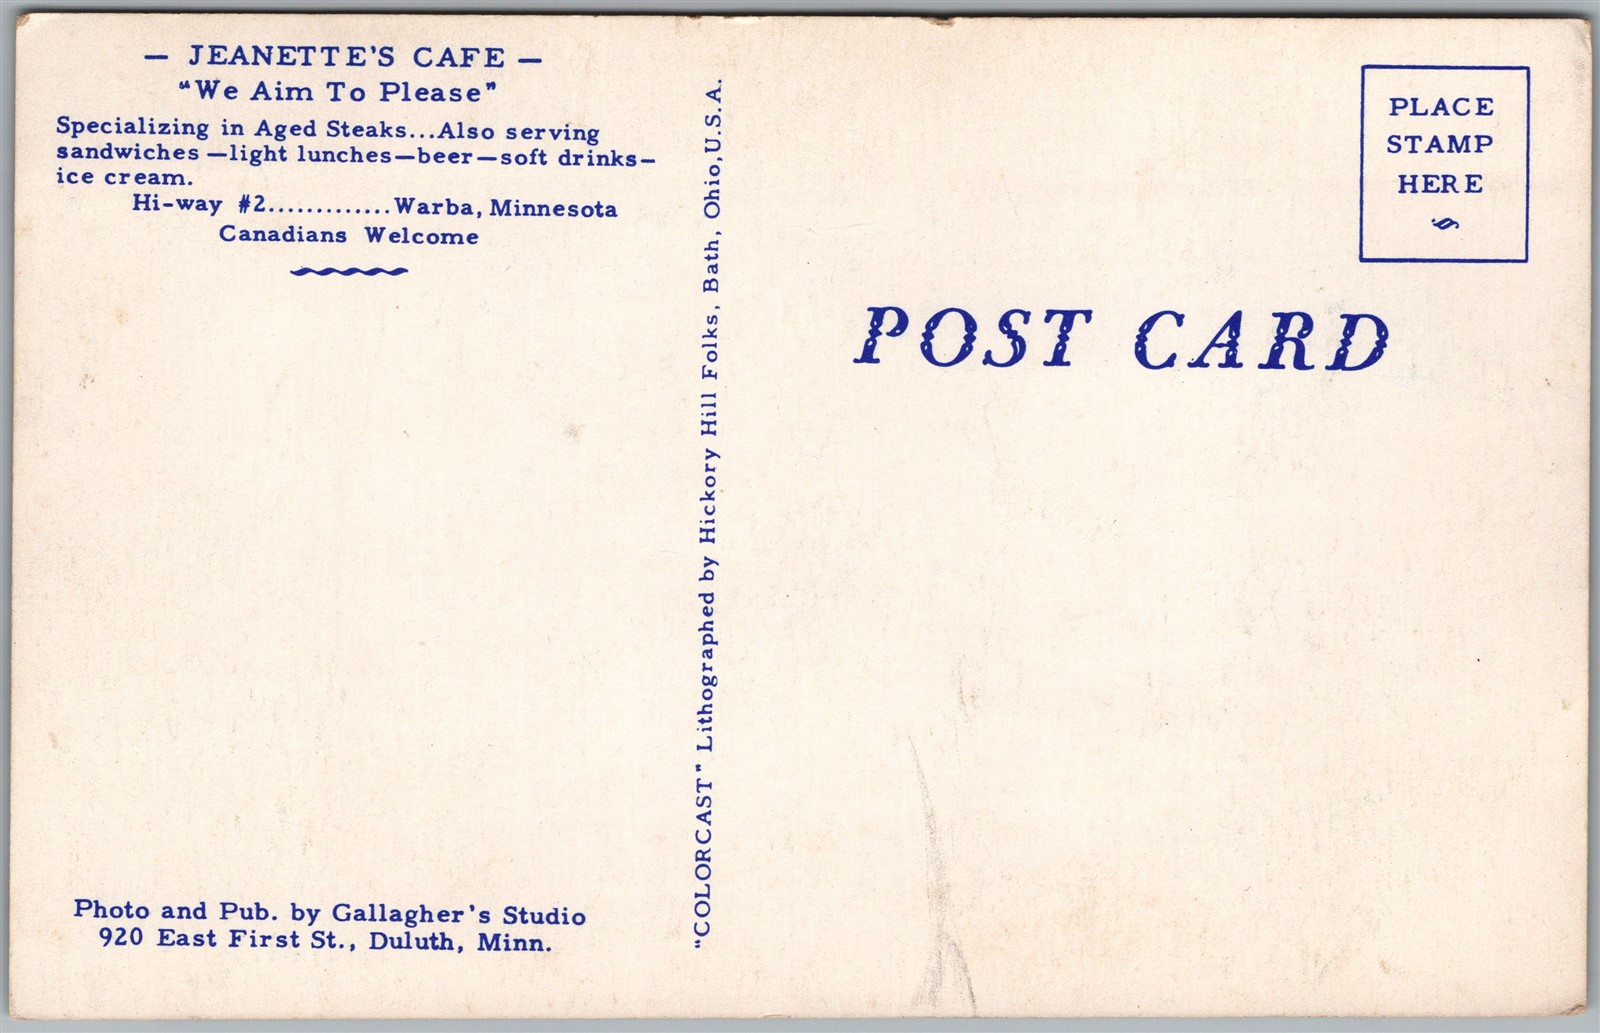 — JEANETTE'S CAFE —
"We Aim To Please"
Specializing in Aged Steaks...Also serving
sandwiches —light lunches—beer—soft drinks—
ice cream.
Hi-way #2.............Warba, Minnesota
Canadians Welcome
Photo and Pub. by Gallagher's Studio
920 East First St., Duluth, Minn.
"COLORCAST" Lithographed by Hickory Hill Folks, Bath, Ohio,U.S.A.
PLACE
STAMP
HERE
POST CARD